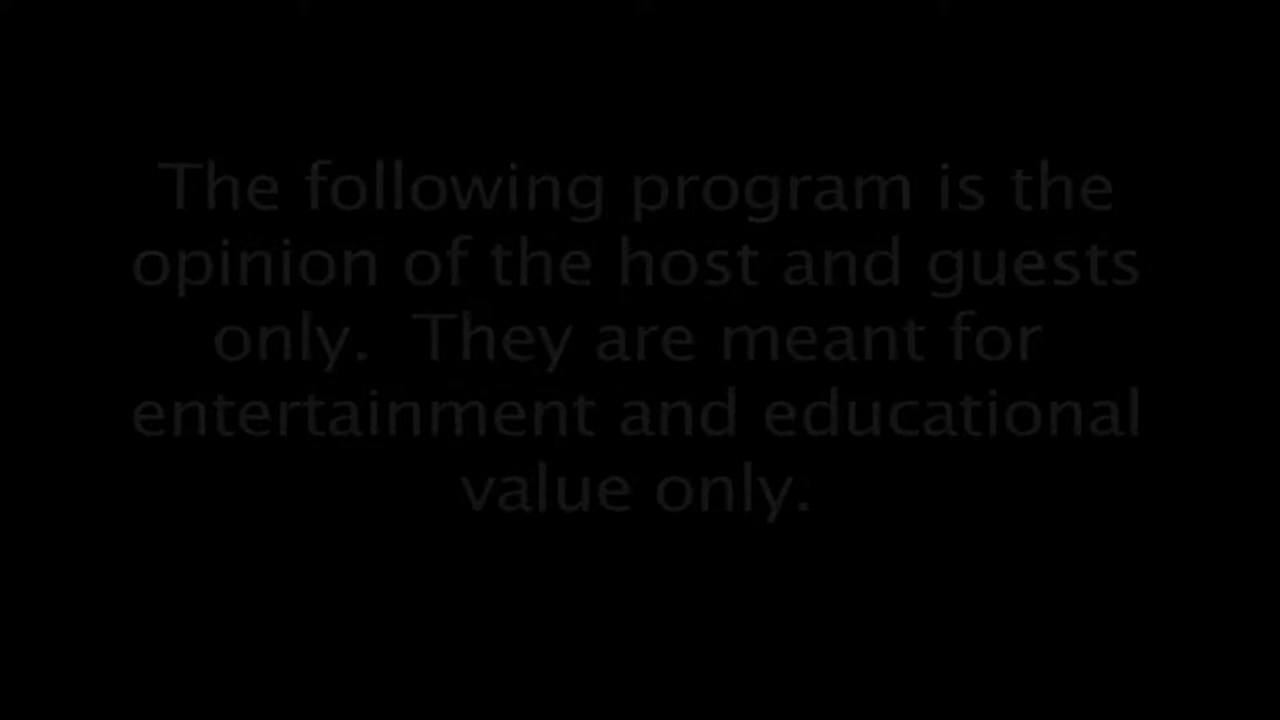 The following program is the
opinion of the host and guests
only.  They are meant for
entertainment and educational
value only.